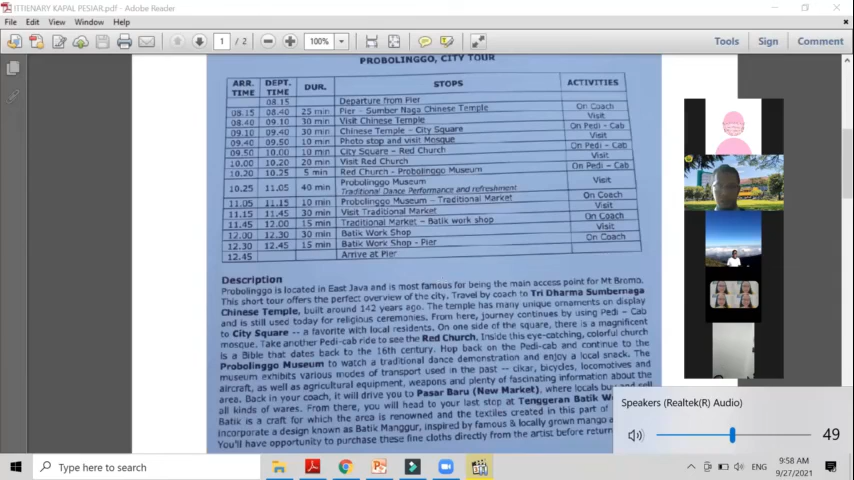 ITTIENARY KAPAL PESIAR.pdf - Adobe Reader
File Edit View Window Help
1 / 2 100% Tools Sign Comment
PROBOLINGGO, CITY TOUR
ARR. TIME DEPT. TIME DUR. STOPS ACTIVITIES
08.15 Departure from Pier
08.15 08.40 25 min Pier - Sumber Naga Chinese Temple On Coach
08.40 09.10 30 min Visit Chinese Temple Visit
09.10 09.40 30 min Chinese Temple - City Square On Pedi - Cab
09.40 09.50 10 min Photo stop and visit Mosque Visit
09.50 10.00 10 min City Square - Red Church On Pedi - Cab
10.00 10.20 20 min Visit Red Church Visit
10.20 10.25 5 min Red Church - Probolinggo Museum On Pedi - Cab
10.25 11.05 40 min Probolinggo Museum Visit
Traditional Dance Performance and refreshment
11.05 11.15 10 min Probolinggo Museum - Traditional Market On Coach
11.15 11.45 30 min Visit Traditional Market Visit
11.45 12.00 15 min Traditional Market - Batik work shop On Coach
12.00 12.30 30 min Batik Work Shop Visit
12.30 12.45 15 min Batik Work Shop - Pier On Coach
12.45 Arrive at Pier
Description
Probolinggo is located in East Java and is most famous for being the main access point for Mt Bromo.
This short tour offers the perfect overview of the city. Travel by coach to Tri Dharma Sumbernaga
Chinese Temple, built around 142 years ago. The temple has many unique ornaments on display
and is still used today for religious ceremonies. From here, journey continues by using Pedi - Cab
to City Square -- a favorite with local residents. On one side of the square, there is a magnificent
mosque. Take another Pedi-cab ride to see the Red Church, Inside this eye-catching, colorful church
is a Bible that dates back to the 16th century. Hop back on the Pedi-cab and continue to the
Probolinggo Museum to watch a traditional dance demonstration and enjoy a local snack. The
museum exhibits various modes of transport used in the past -- cikar, bicycles, locomotives and
aircraft, as well as agricultural equipment, weapons and plenty of fascinating information about the
area. Back in your coach, it will drive you to Pasar Baru (New Market), where locals buy and sell
all kinds of wares. From there, you will head to your last stop at Tenggeran Batik
Batik is a craft for which the area is renowned and the textiles created in this part of
incorporate a design known as Batik Manggur, inspired by famous & locally grown mango
You'll have opportunity to purchase these fine cloths directly from the artist before
Speakers (Realtek(R) Audio)
49
Type here to search
ENG
9:58 AM
9/27/2021